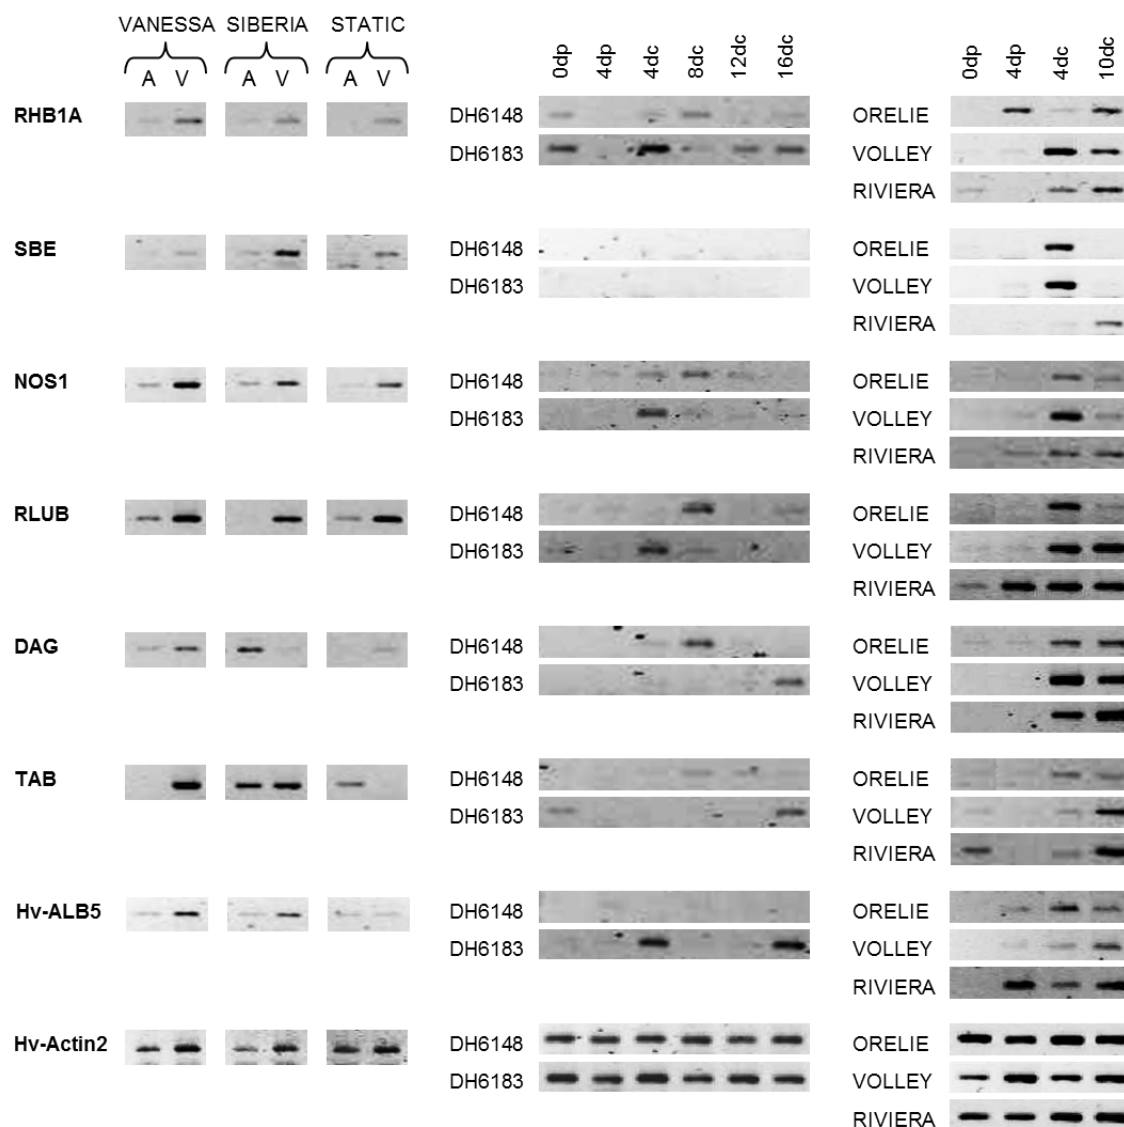 VANESSA SIBERIA STATIC
A V A V A V
0dp 4dp 4dc 8dc 12dc 16dc
0dp 4dp 4dc 10dc
RHB1A DH6148 ORELIE
DH6183 VOLLEY
RIVIERA
SBE DH6148 ORELIE
DH6183 VOLLEY
RIVIERA
NOS1 DH6148 ORELIE
DH6183 VOLLEY
RIVIERA
RLUB DH6148 ORELIE
DH6183 VOLLEY
RIVIERA
DAG DH6148 ORELIE
DH6183 VOLLEY
RIVIERA
TAB DH6148 ORELIE
DH6183 VOLLEY
RIVIERA
Hv-ALB5 DH6148 ORELIE
DH6183 VOLLEY
RIVIERA
Hv-Actin2 DH6148 ORELIE
DH6183 VOLLEY
RIVIERA